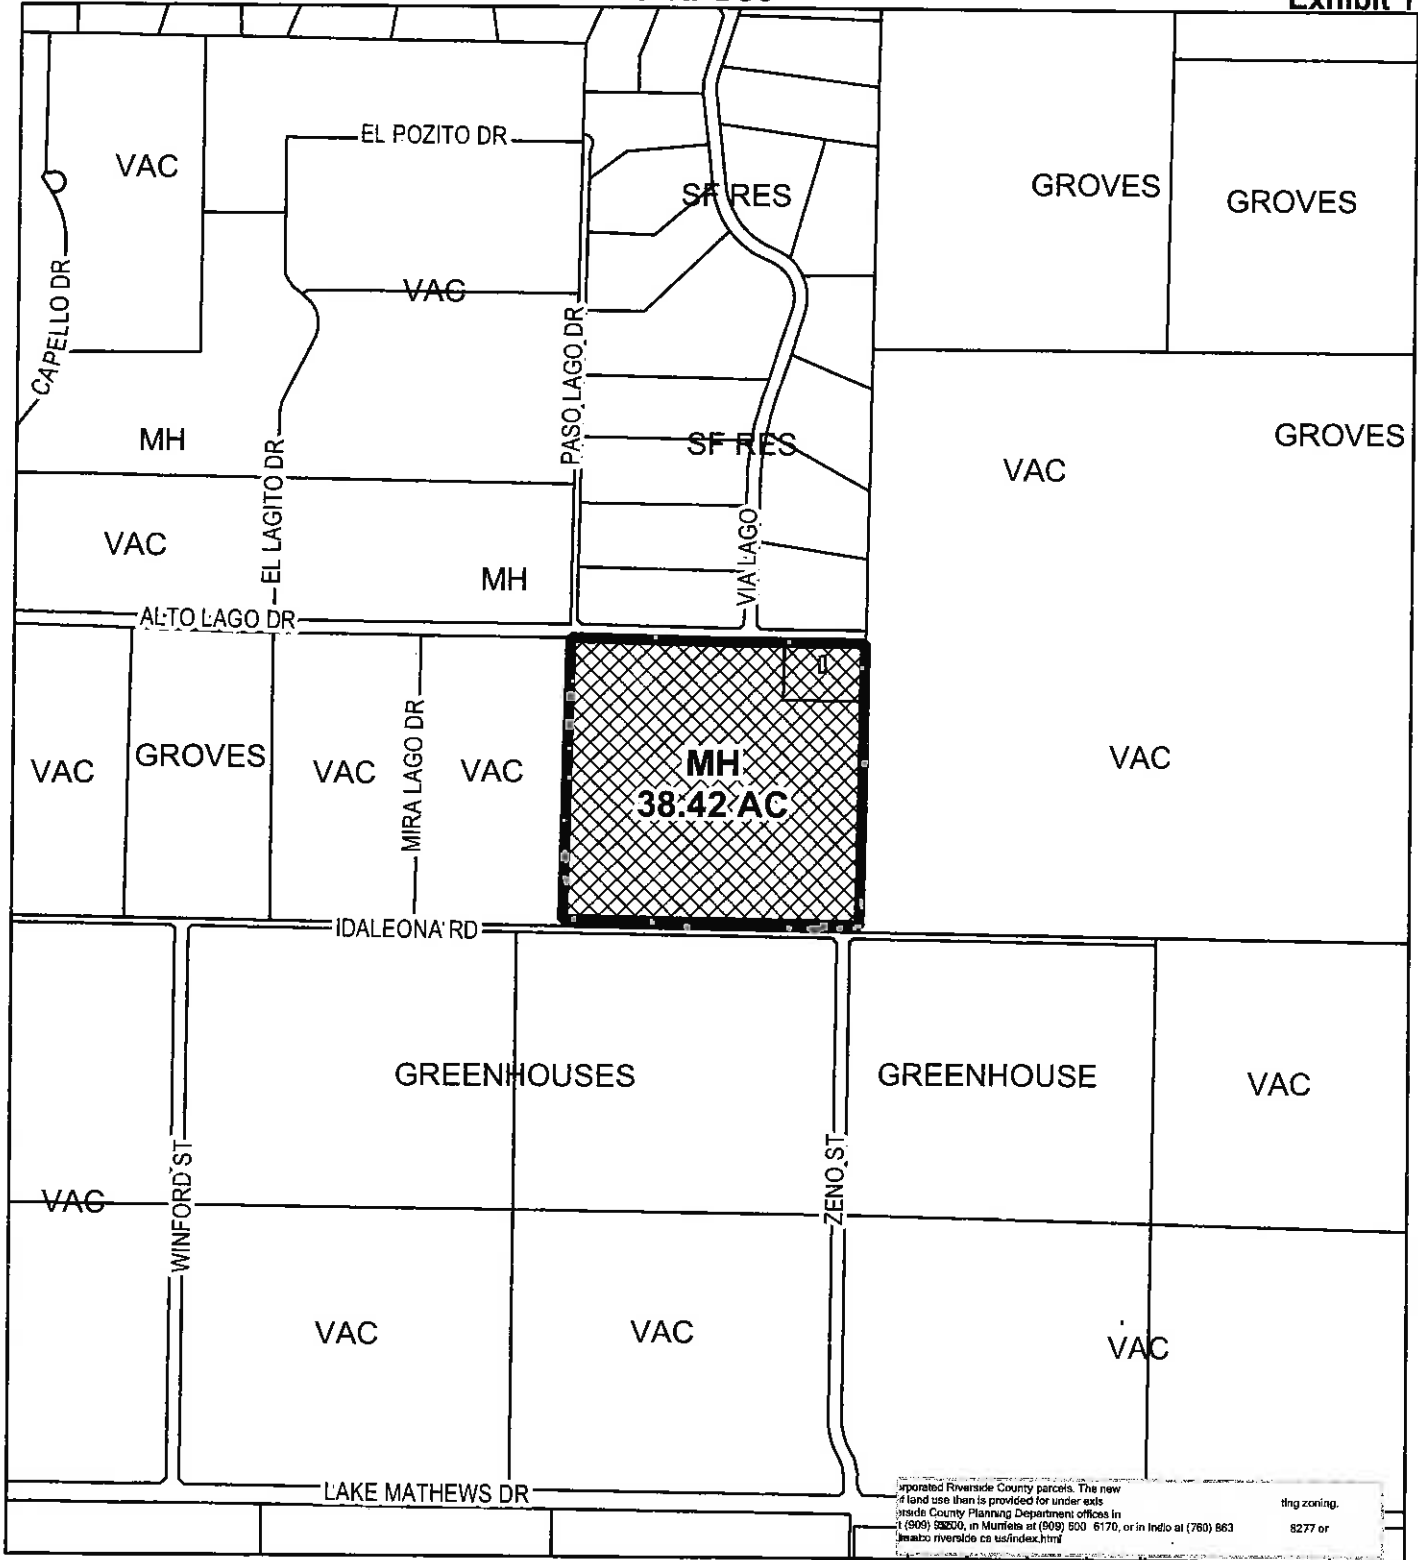 EL POZITO DR
VAC
SF RES
GROVES
GROVES
CAPELLO DR
VAC
PASO LAGO DR
MH
EL LAGITO DR
SF RES
VAC
GROVES
VAC
MH
VIA LAGO
ALTO LAGO DR
VAC
GROVES
VAC
MIRA LAGO DR
VAC
MH
38.42 AC
VAC
IDALEONA RD
GREENHOUSES
GREENHOUSE
VAC
VAC
WINFORD ST
ZENO ST
VAC
VAC
VAC
LAKE MATHEWS DR
Riverside County parcels. The new
land use than is provided for under exis ting zoning.
County Planning Department offices in
(909) in Murrieta at (909) 600 6170, or in Indio at (760) 863 8277 or
riverside ca us/index.html